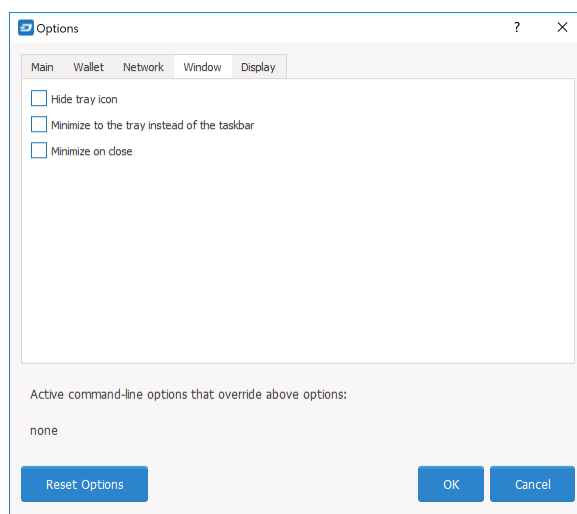 Options ?
Main Wallet Network Window Display
Hide tray icon
Minimize to the tray instead of the taskbar
Minimize on close
Active command-line options that override above options:
none
Reset Options OK Cancel